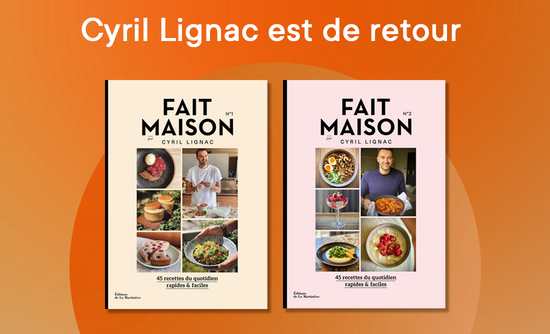 Cyril Lignac est de retour
FAIT
N°1
MAISON
par
CYRIL LIGNAC
45 recettes du quotidien
rapides & faciles
Éditions
de La Martinière
FAIT
N°2
MAISON
par
CYRIL LIGNAC
45 recettes du quotidien
rapides & faciles
Éditions
de La Martinière